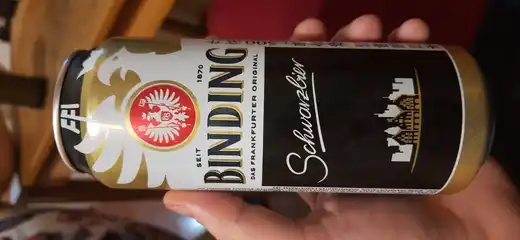 SEIT 1870
BINDING
DAS FRANKFURTER ORIGINAL
Schwarzbier